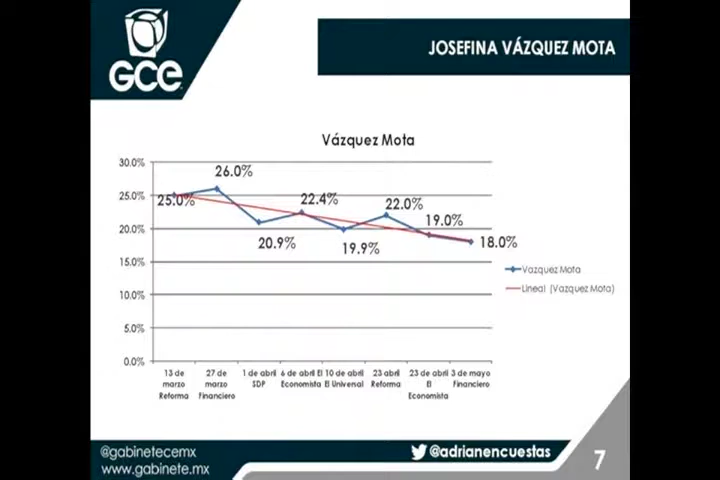 GCE
JOSEFINA VÁZQUEZ MOTA
Vázquez Mota
30.0%
25.0%
20.0%
15.0%
10.0%
5.0%
0.0%
25.0%
26.0%
20.9%
22.4%
19.9%
22.0%
19.0%
18.0%
13 de
marzo
Reforma
27 de
marzo
Financiero
1 de abril
SDP
6 de abril El
Economista
10 de abril
El Universal
23 abril
Reforma
23 de abril
El
Economista
3 de mayo
Financiero
Vazquez Mota
Lineal (Vazquez Mota)
@gabinetecemx
www.gabinete.mx
@adrianencuestas
7